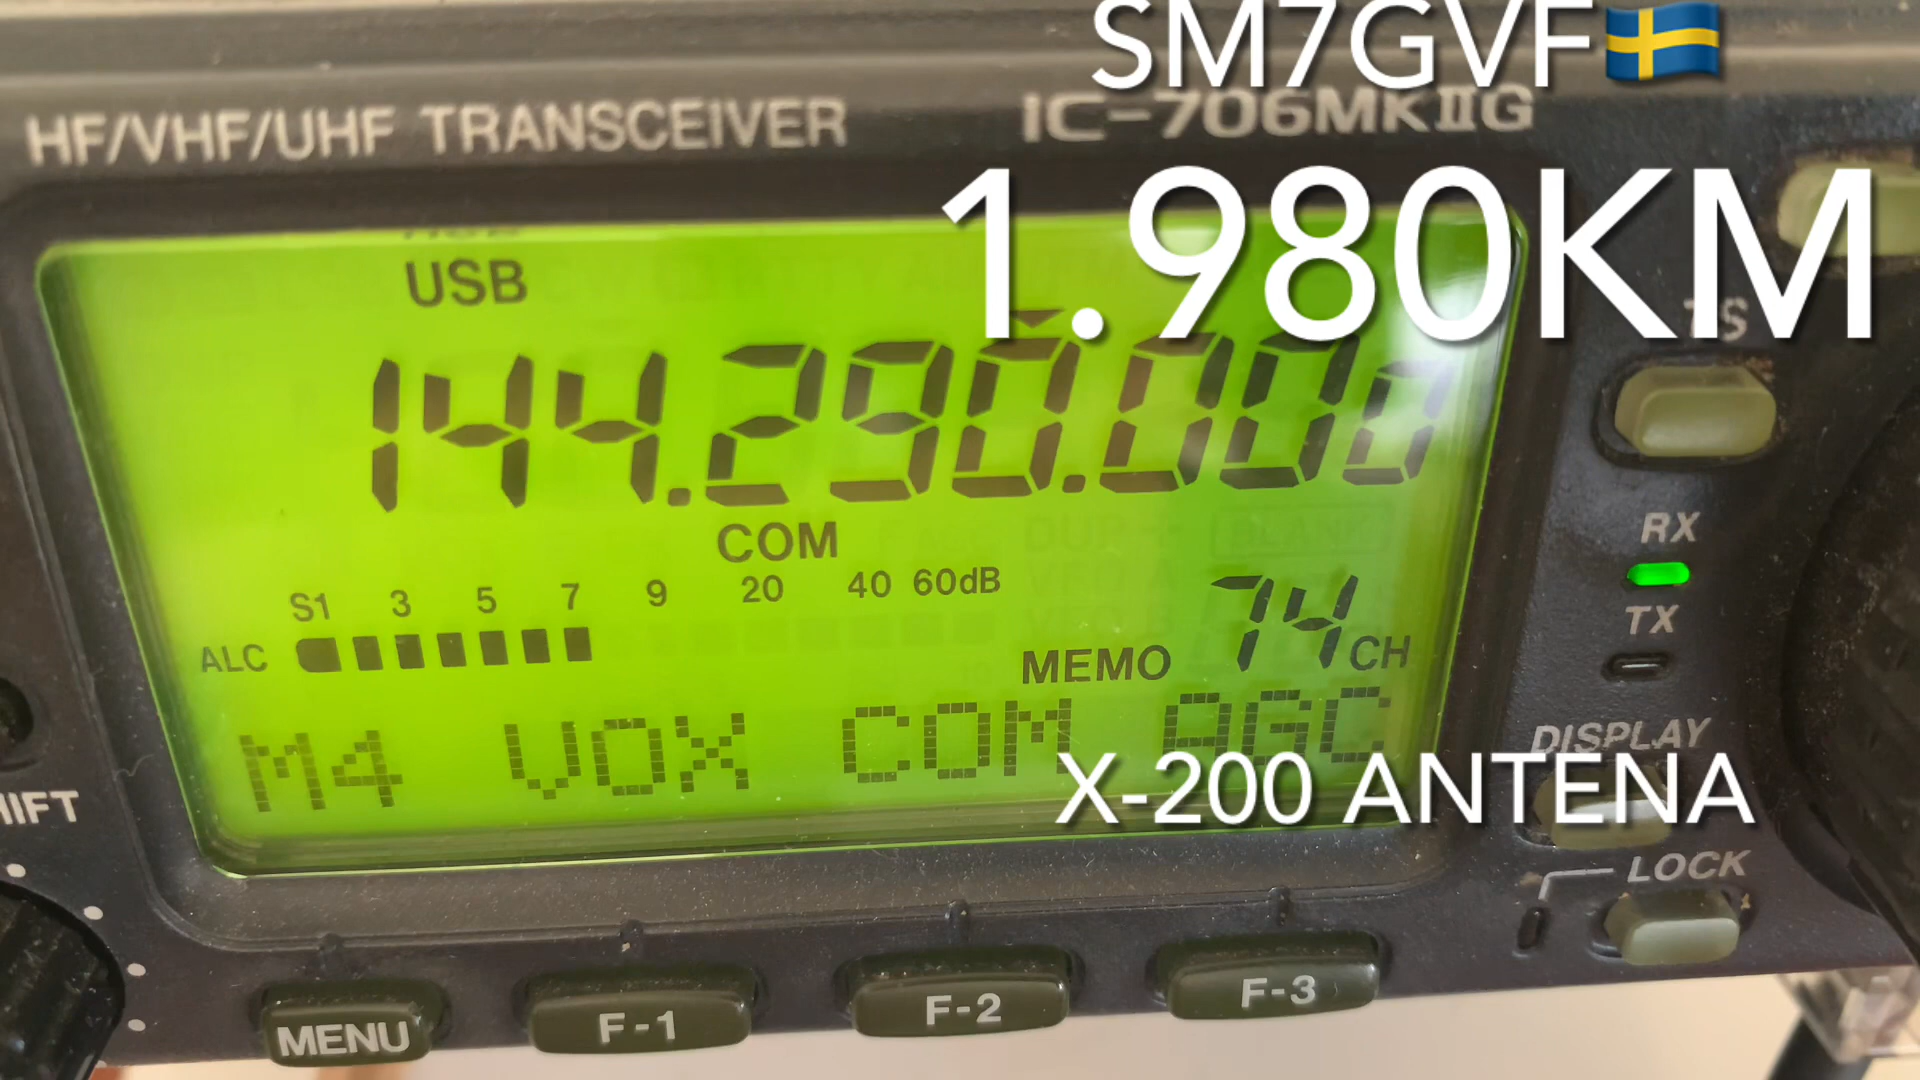 SM7GVF🇸🇪
HF/VHF/UHF TRANSCEIVER
IC-706MKIIG
1.980KM
USB
TS
144.290.000
COM
RX
S1 3 5 7 9 20 40 60dB
TX
ALC
MEMO 74CH
M4 VOX COM AGC
DISPLAY
X-200 ANTENA
LOCK
MENU F-1 F-2 F-3